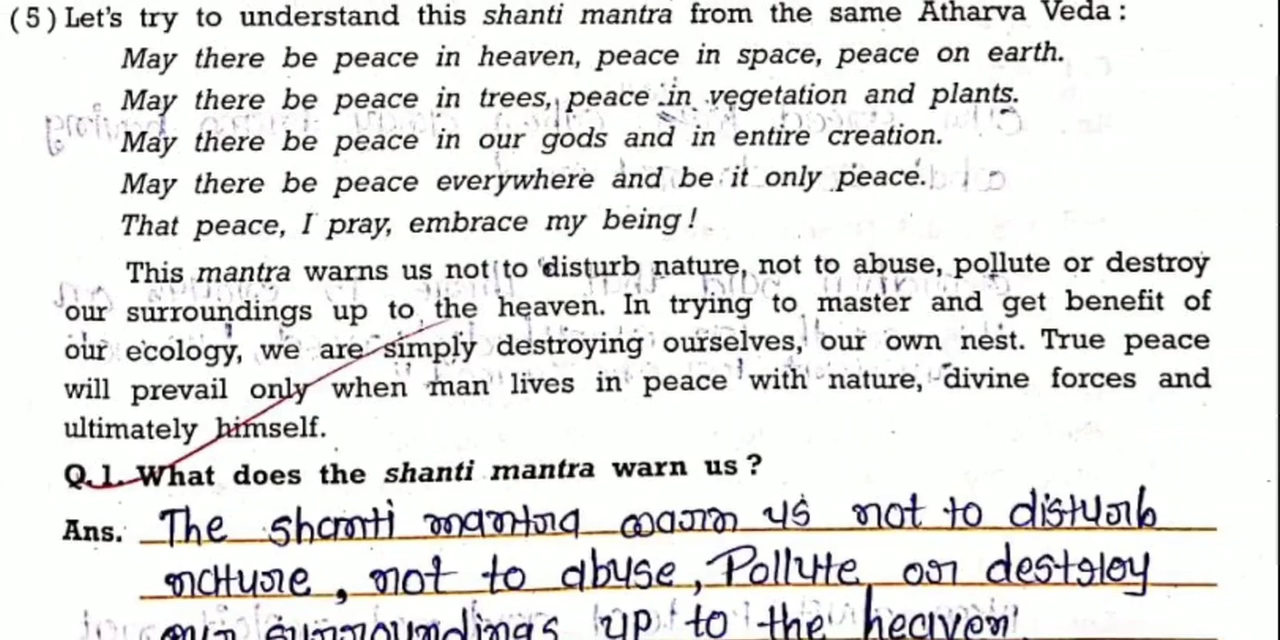 (5) Let's try to understand this shanti mantra from the same Atharva Veda :
May there be peace in heaven, peace in space, peace on earth.
May there be peace in trees, peace in vegetation and plants.
May there be peace in our gods and in entire creation.
May there be peace everywhere and be it only peace.
That peace, I pray, embrace my being!
This mantra warns us not to disturb nature, not to abuse, pollute or destroy
our surroundings up to the heaven. In trying to master and get benefit of
our ecology, we are simply destroying ourselves, our own nest. True peace
will prevail only when man lives in peace with nature, divine forces and
ultimately himself.
Q.1. What does the shanti mantra warn us ?
Ans. The shanti mantra warn us not to disturb
nature, not to abuse, Pollute or destroy
our surroundings up to the heaven.